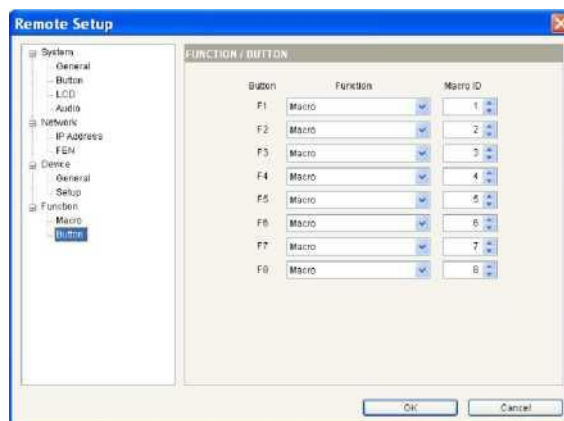 Remote Setup
System
General
Button
LCD
Audio
Network
IP Address
FEN
Device
General
Setup
Function
Macro
Button
FUNCTION / BUTTON
Button Function Macro ID
F1 Macro 1
F2 Macro 2
F3 Macro 3
F4 Macro 4
F5 Macro 5
F6 Macro 6
F7 Macro 7
F8 Macro 8
OK Cancel